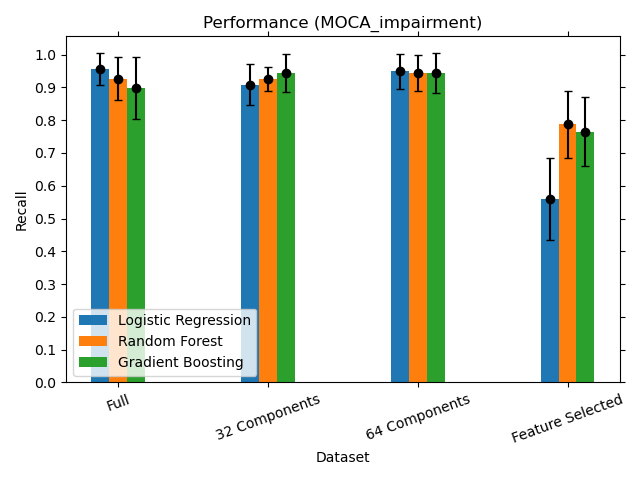 Performance (MOCA_impairment)
1.0
0.9
0.8
0.7
0.6
0.5
0.4
0.3
0.2
0.1
0.0
Recall
Logistic Regression
Random Forest
Gradient Boosting
Full
32 Components
64 Components
Feature Selected
Dataset